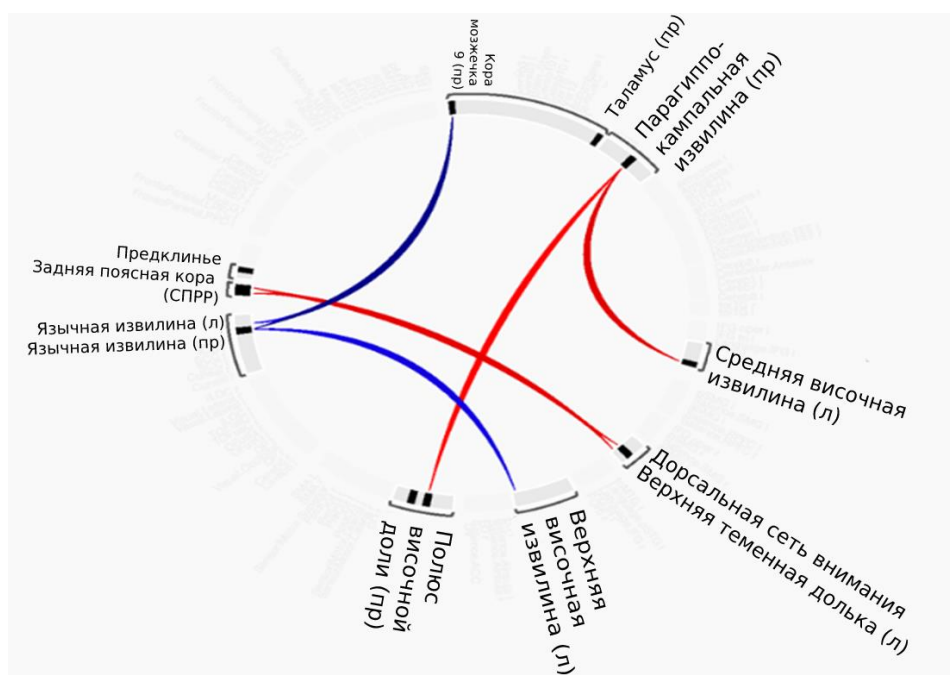 Кора
мозжечка
9 (пр)
Таламус (пр)
Парагиппо-
кампальная
извилина (пр)
Предклинье
Задняя поясная кора
(СПРР)
Язычная извилина (л)
Язычная извилина (пр)
Средняя височная
извилина (л)
Дорсальная сеть внимания
Верхняя теменная долька (л)
Верхняя
височная
извилина (л)
Полюс
височной
доли (пр)